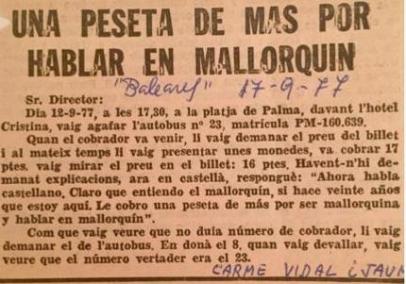 UNA PESETA DE MAS POR
HABLAR EN MALLORQUIN
"Baleares" 17-9-77
Sr. Director:
Dia 12-9-77, a les 17,30, a la platja de Palma, davant l'hotel
Cristina, vaig agafar l'autobus nº 23, matrícula PM-160.639.
Quan el cobrador va venir, li vaig demanar el preu del billet
i al mateix temps li vaig presentar unes monedes, va cobrar 17
ptes. vaig mirar el preu en el billet: 16 ptes. Havent-n'hi de-
manat explicacions, ara en castellà, respongué: "Ahora habla
castellano. Claro que entiendo el mallorquín, si hace veinte años
que estoy aquí. Le cobro una peseta de más por ser mallorquina
y hablar en mallorquín".
Com que vaig veure que no duia número de cobrador, li vaig
demanar el de l'autobus. En donà el 8, quan vaig devallar, vaig
veure que el número vertader era el 23.
CARME VIDAL i JAUM